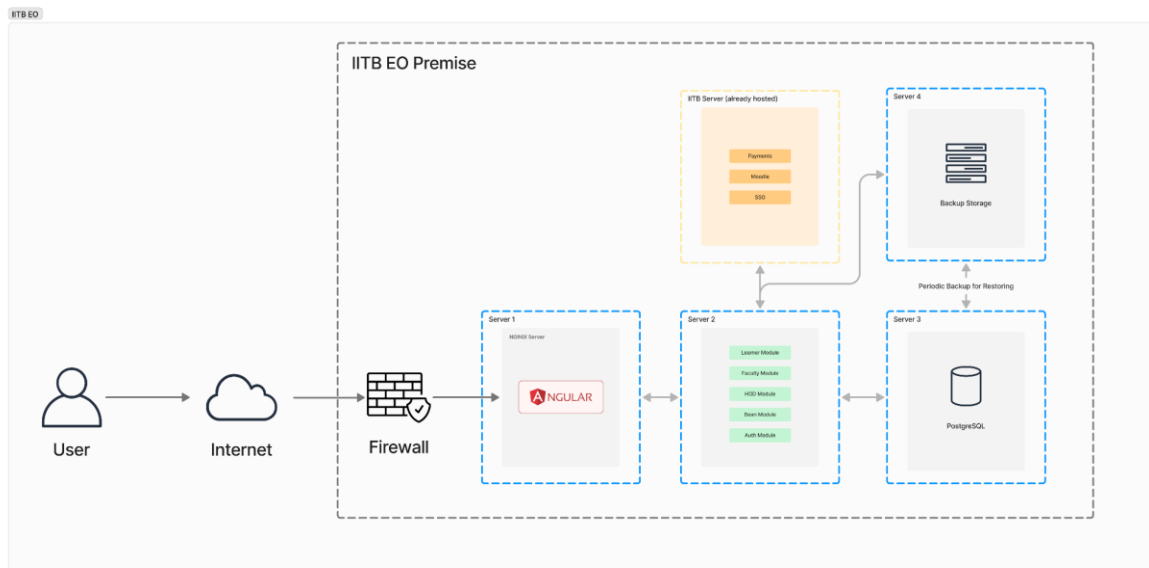 IITB EO
IITB EO Premise
IITB Server (already hosted)
Payments
Moodle
SSO
Server 4
Backup Storage
Periodic Backup for Restoring
Server 1
NGINX Server
ANGULAR
Server 2
Learner Module
Faculty Module
HOD Module
Dean Module
Auth Module
Server 3
PostgreSQL
User
Internet
Firewall